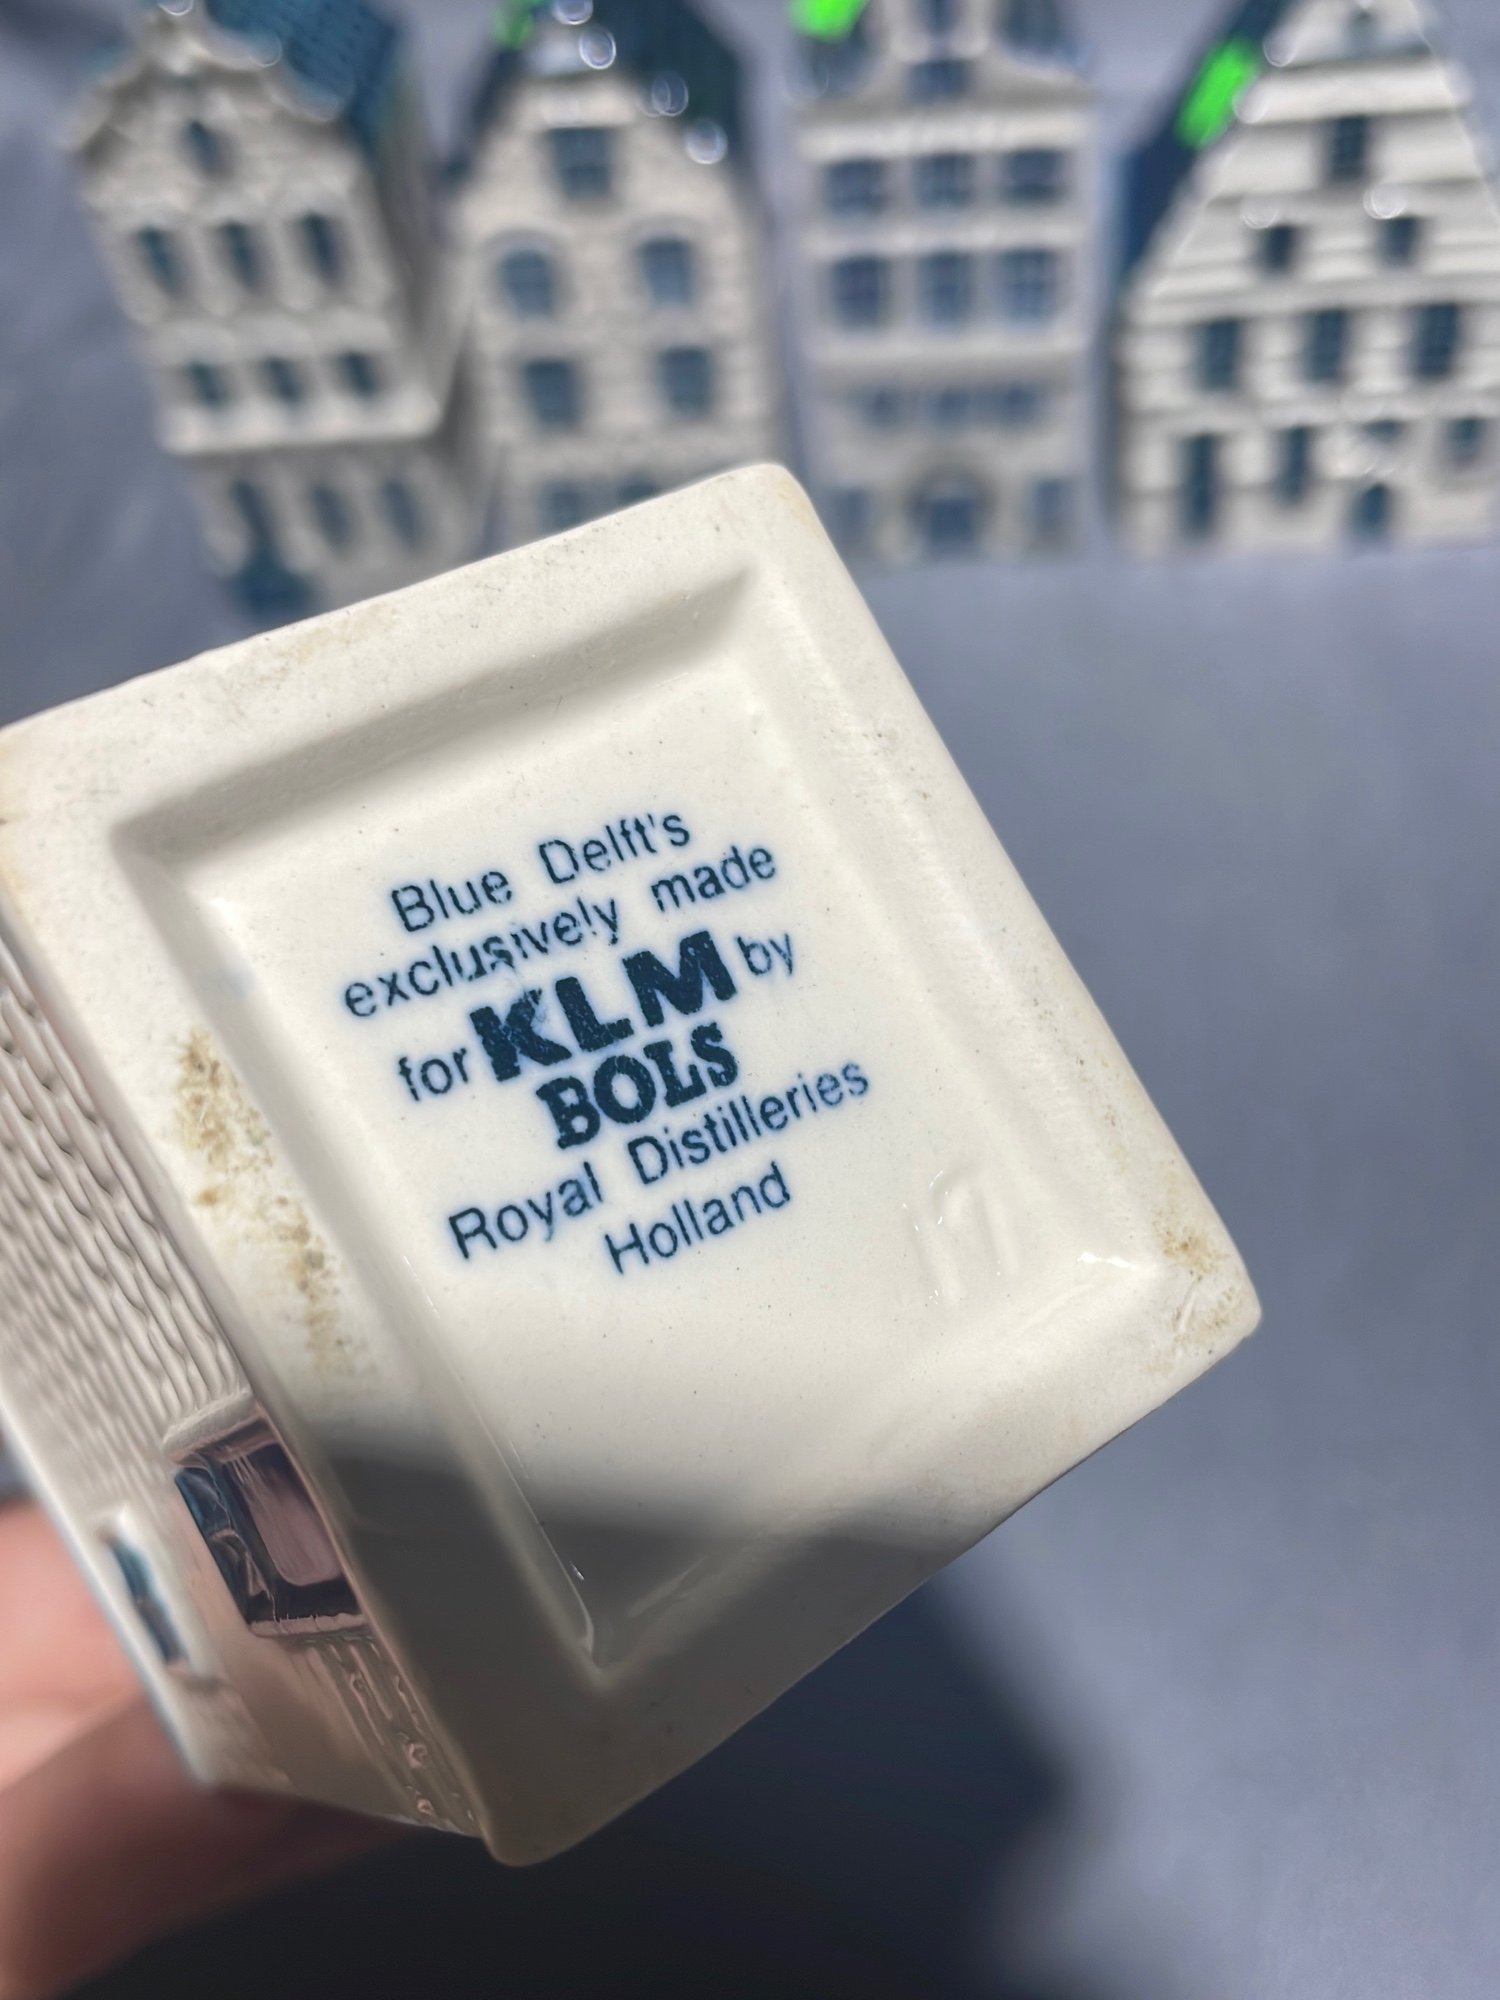 Blue Delft's
exclusively made
for KLM by
BOLS
Royal Distilleries
Holland